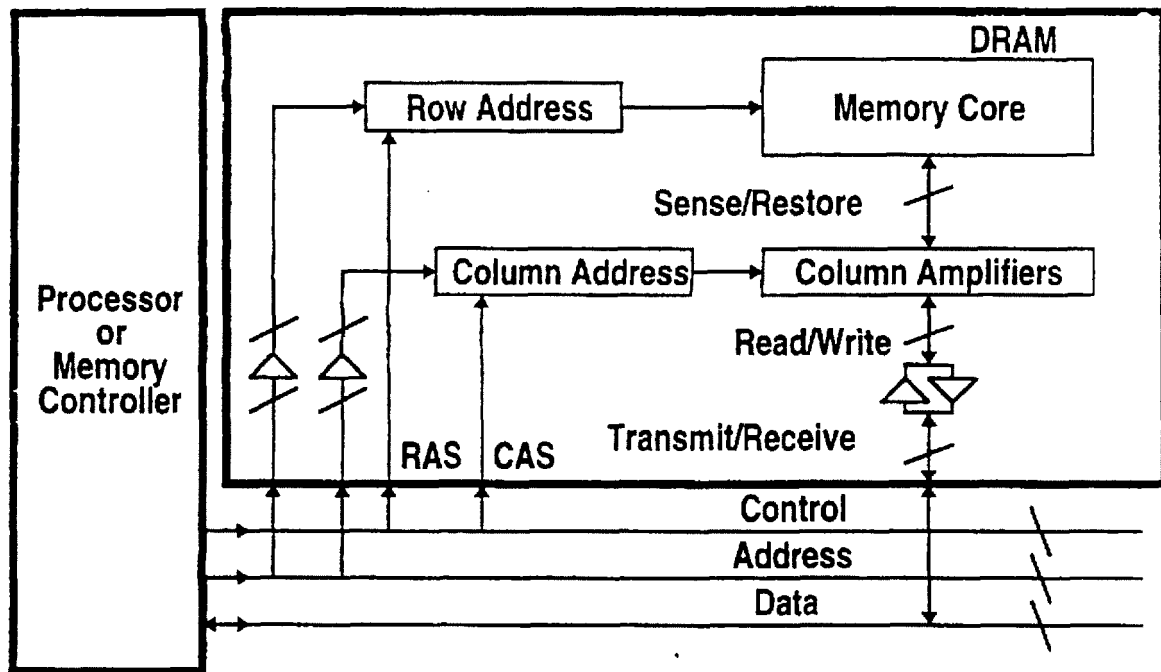 DRAM
Row Address
Memory Core
Sense/Restore
Column Address
Column Amplifiers
Processor
or
Memory
Controller
Read/Write
Transmit/Receive
RAS
CAS
Control
Address
Data